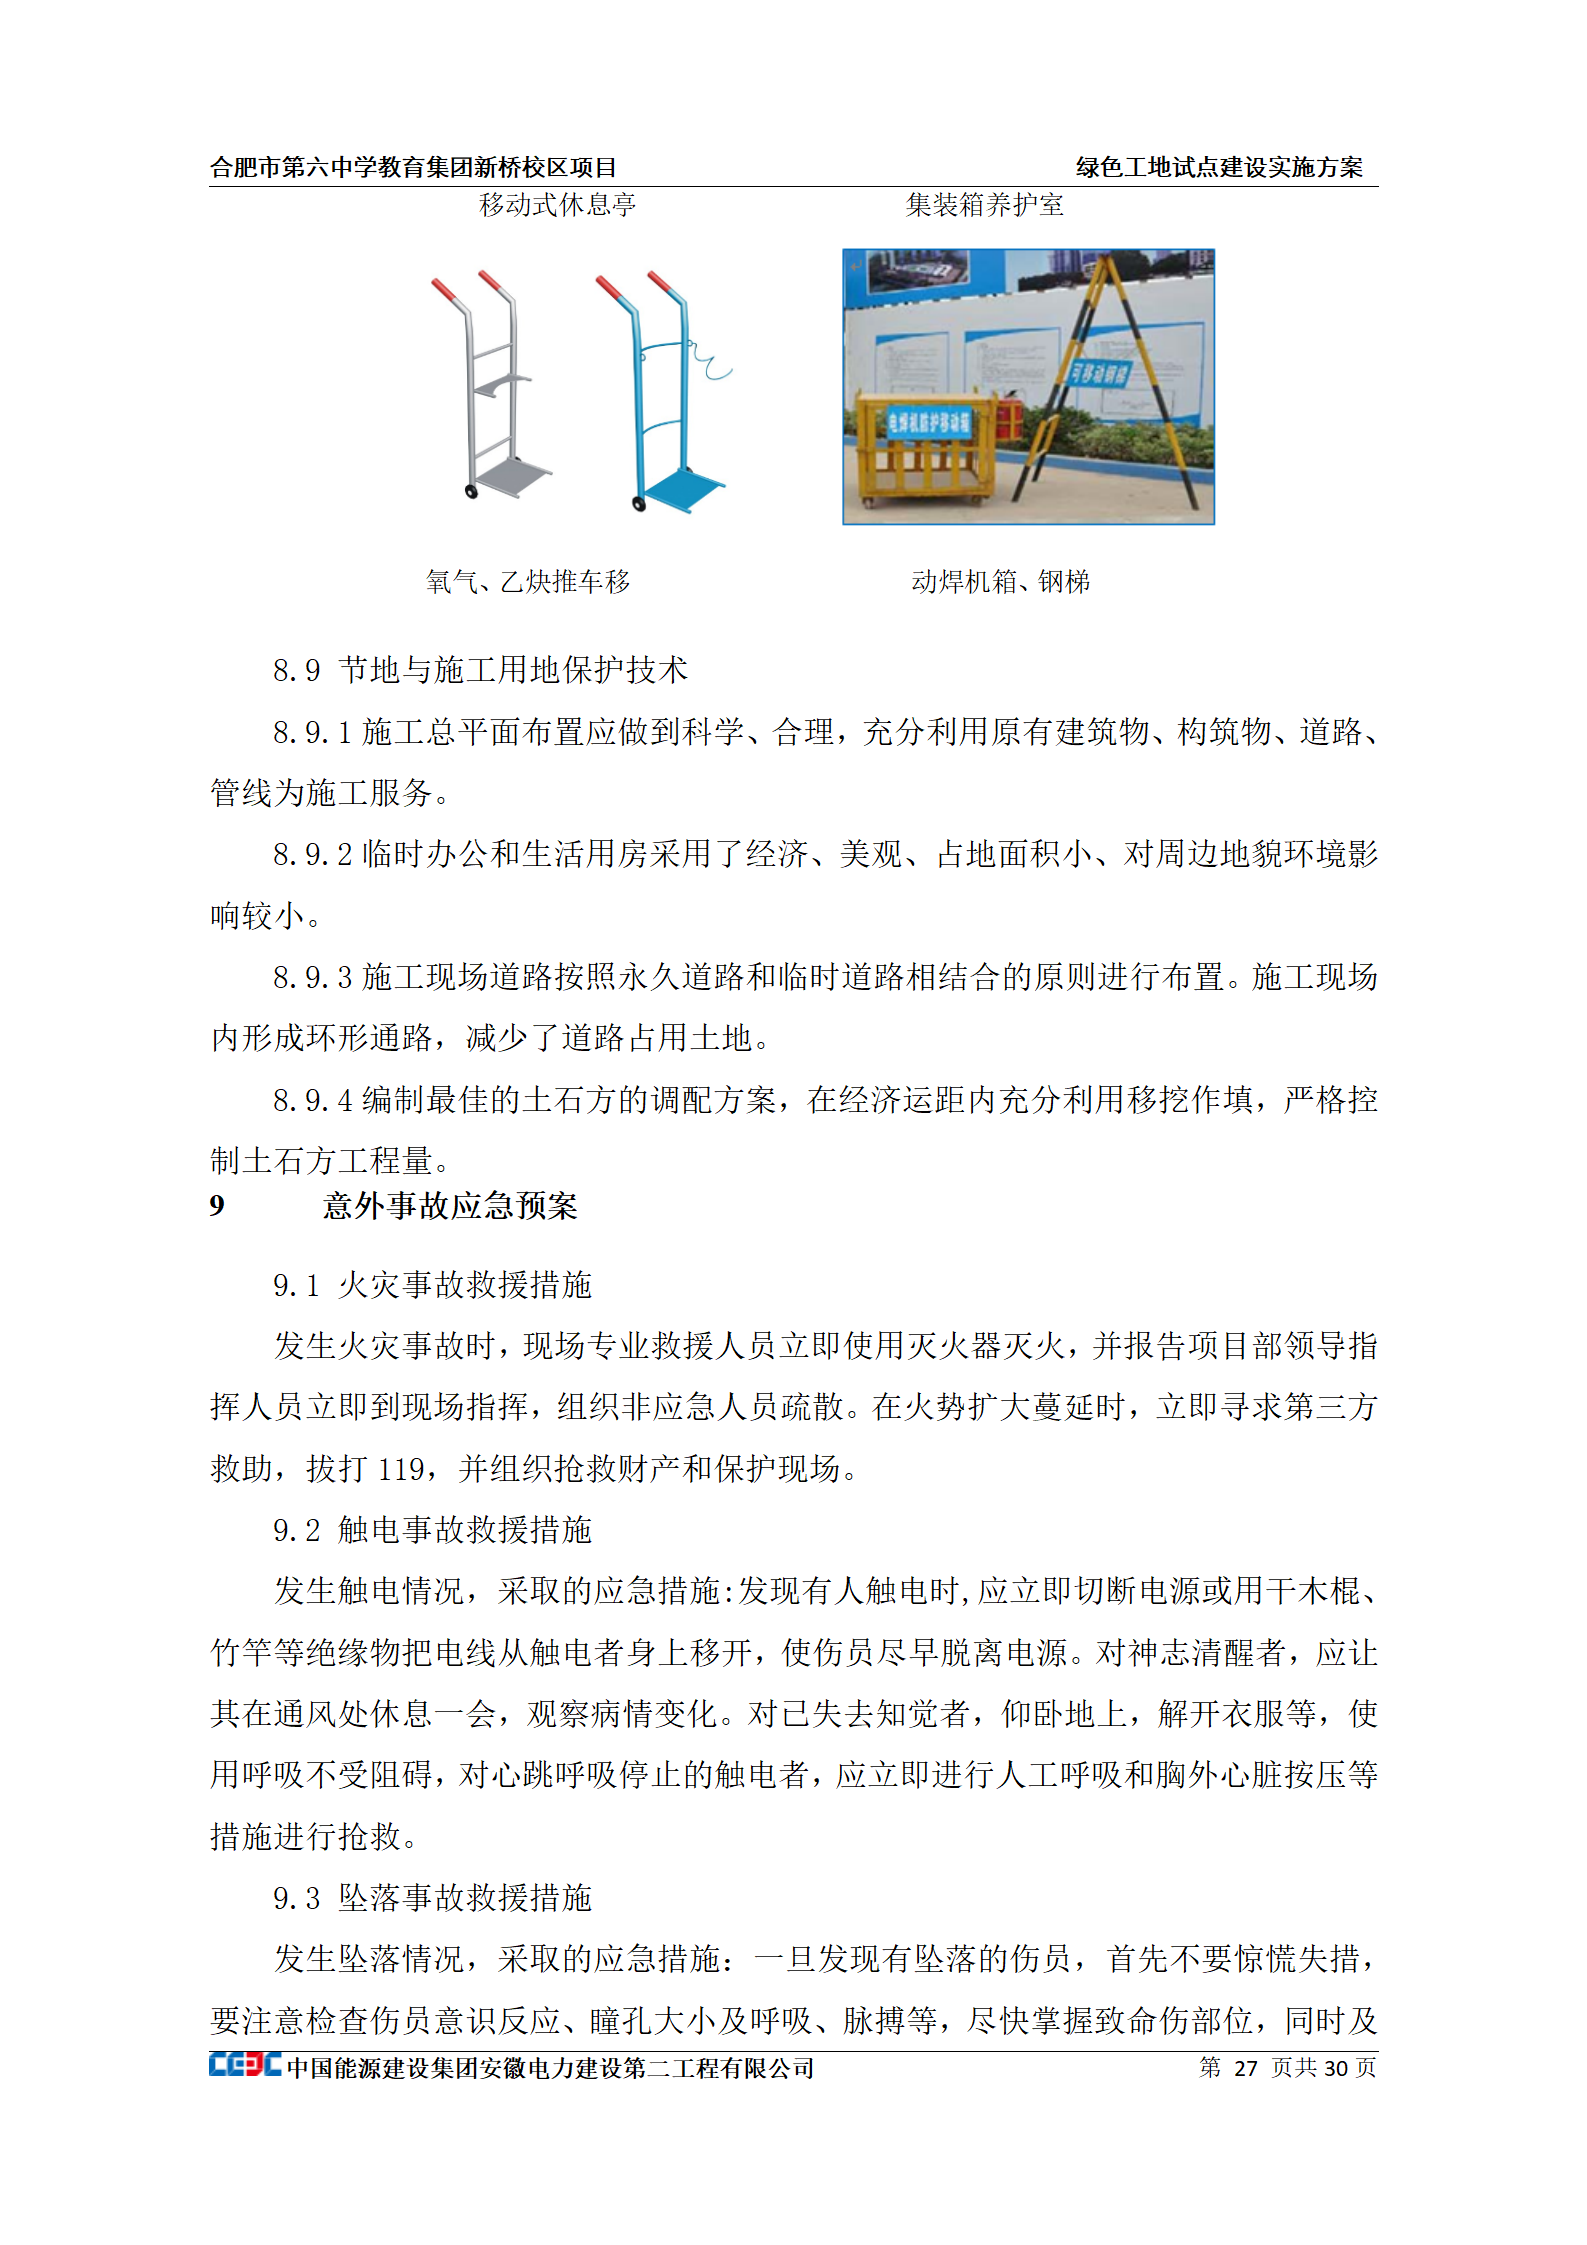 合肥市第六中学教育集团新桥校区项目 绿色工地试点建设实施方案
移动式休息亭 集装箱养护室
可移动钢梯
电焊机防护移动箱
氧气、乙炔推车移 动焊机箱、钢梯
8.9 节地与施工用地保护技术
8.9.1施工总平面布置应做到科学、合理，充分利用原有建筑物、构筑物、道路、
管线为施工服务。
8.9.2临时办公和生活用房采用了经济、美观、占地面积小、对周边地貌环境影
响较小。
8.9.3施工现场道路按照永久道路和临时道路相结合的原则进行布置。施工现场
内形成环形通路，减少了道路占用土地。
8.9.4编制最佳的土石方的调配方案，在经济运距内充分利用移挖作填，严格控
制土石方工程量。
9 意外事故应急预案
9.1 火灾事故救援措施
发生火灾事故时，现场专业救援人员立即使用灭火器灭火，并报告项目部领导指
挥人员立即到现场指挥，组织非应急人员疏散。在火势扩大蔓延时，立即寻求第三方
救助，拔打 119，并组织抢救财产和保护现场。
9.2 触电事故救援措施
发生触电情况，采取的应急措施:发现有人触电时,应立即切断电源或用干木棍、
竹竿等绝缘物把电线从触电者身上移开，使伤员尽早脱离电源。对神志清醒者，应让
其在通风处休息一会，观察病情变化。对已失去知觉者，仰卧地上，解开衣服等，使
用呼吸不受阻碍，对心跳呼吸停止的触电者，应立即进行人工呼吸和胸外心脏按压等
措施进行抢救。
9.3 坠落事故救援措施
发生坠落情况，采取的应急措施：一旦发现有坠落的伤员，首先不要惊慌失措，
要注意检查伤员意识反应、瞳孔大小及呼吸、脉搏等，尽快掌握致命伤部位，同时及
CEEC 中国能源建设集团安徽电力建设第二工程有限公司 第 27 页共 30 页